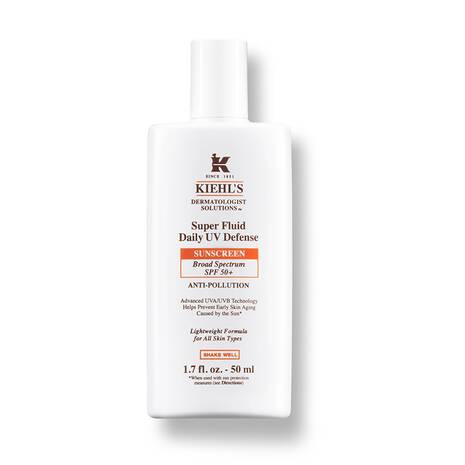 K
SINCE 1851
KIEHL'S
DERMATOLOGIST
SOLUTIONS™
Super Fluid
Daily UV Defense
SUNSCREEN
Broad Spectrum
SPF 50+
ANTI-POLLUTION
Advanced UVA/UVB Technology
Helps Prevent Early Skin Aging
Caused by the Sun*
Lightweight Formula
for All Skin Types
SHAKE WELL
1.7 fl. oz. - 50 ml
*When used with sun protection
measures (see Directions)